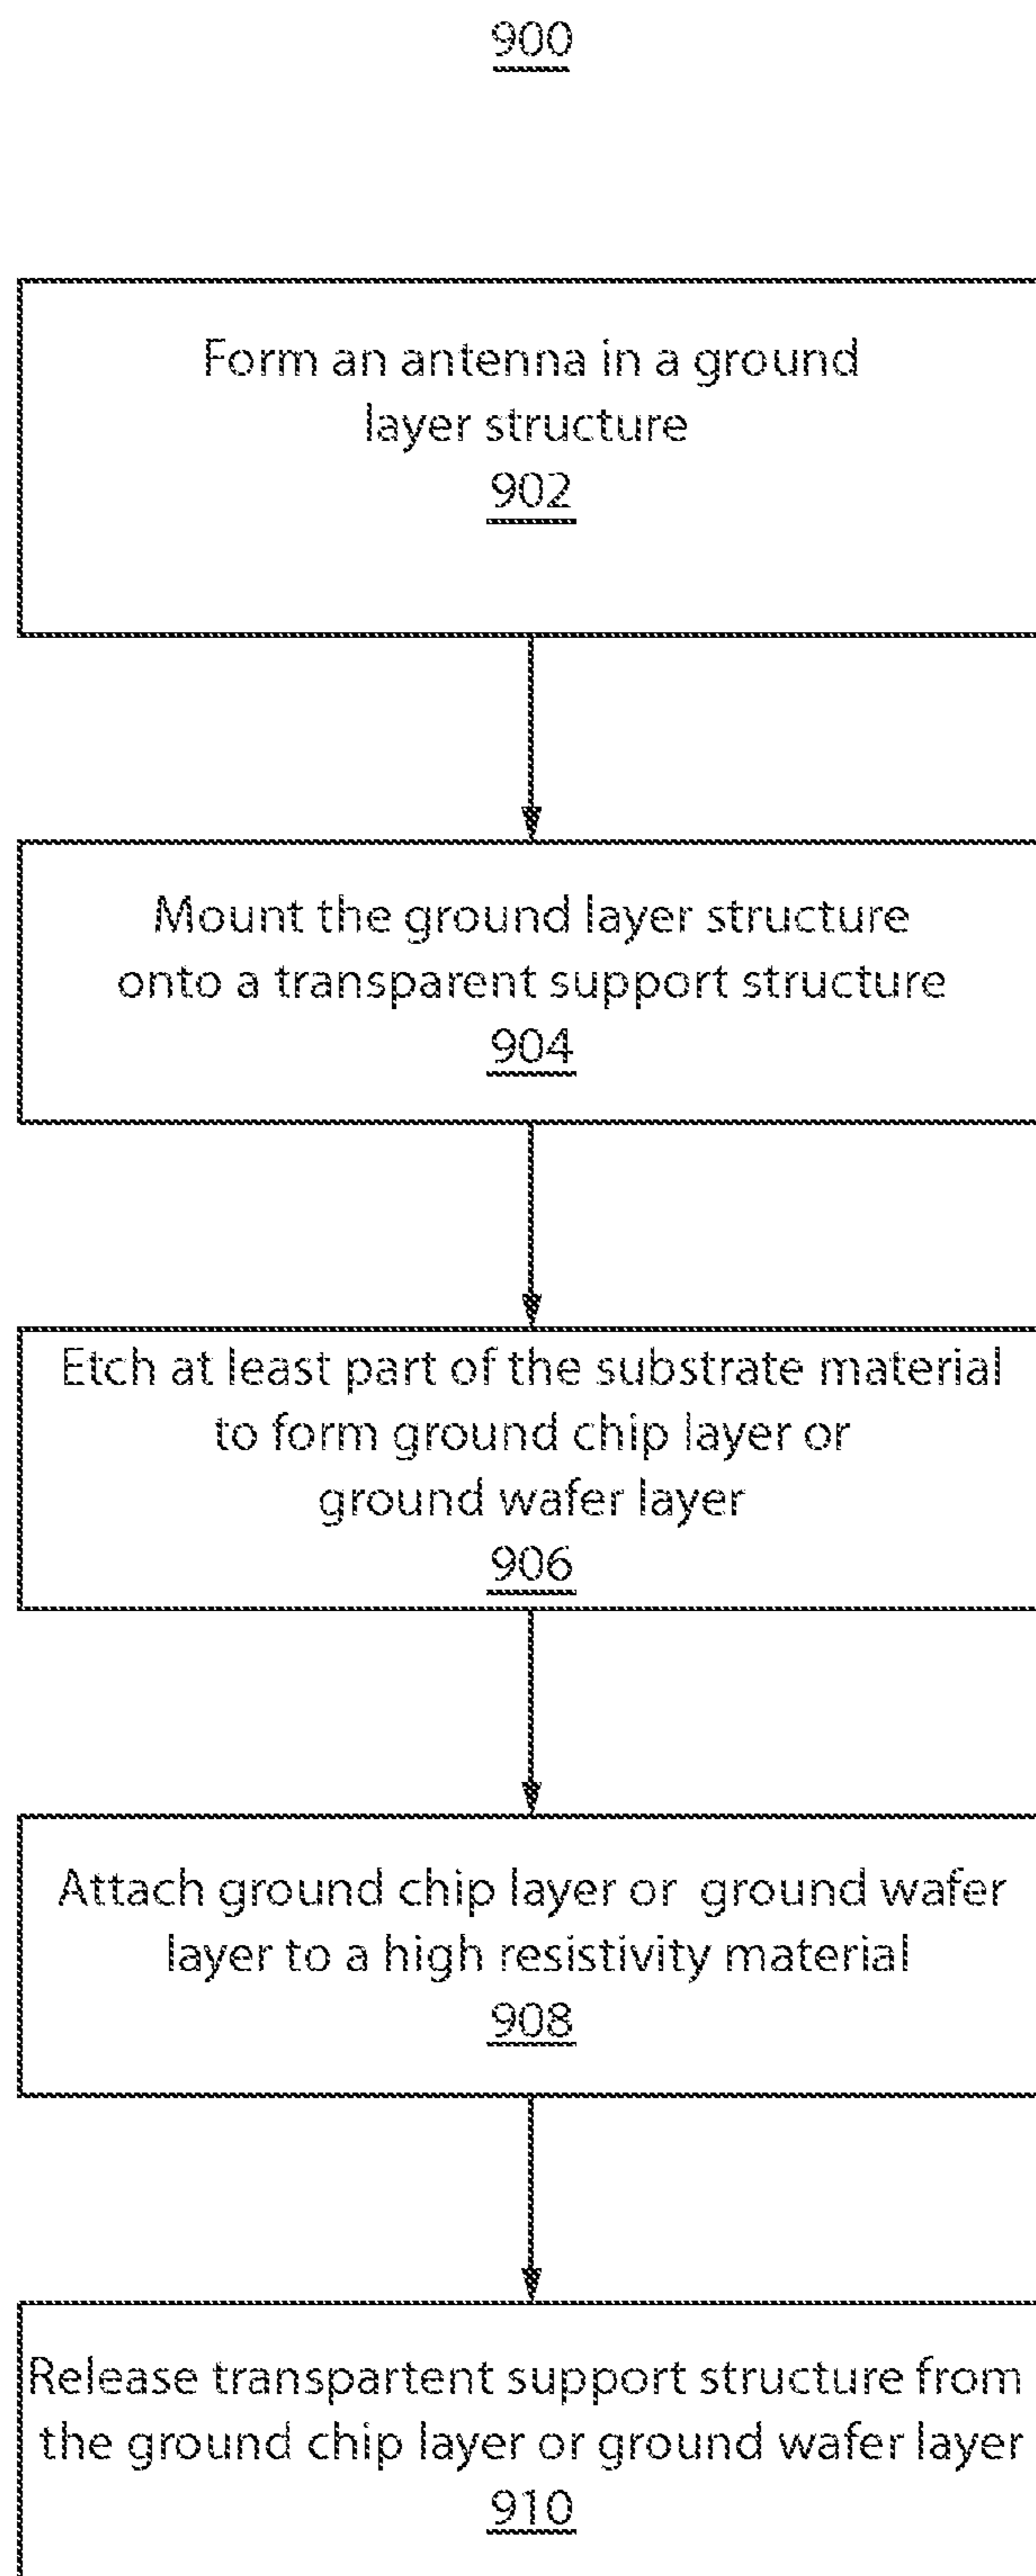 900
Form an antenna in a ground
layer structure
902
Mount the ground layer structure
onto a transparent support structure
904
Etch at least part of the substrate material
to form ground chip layer or
ground wafer layer
906
Attach ground chip layer or ground wafer
layer to a high resistivity material
908
Release transpartent support structure from
the ground chip layer or ground wafer layer
910